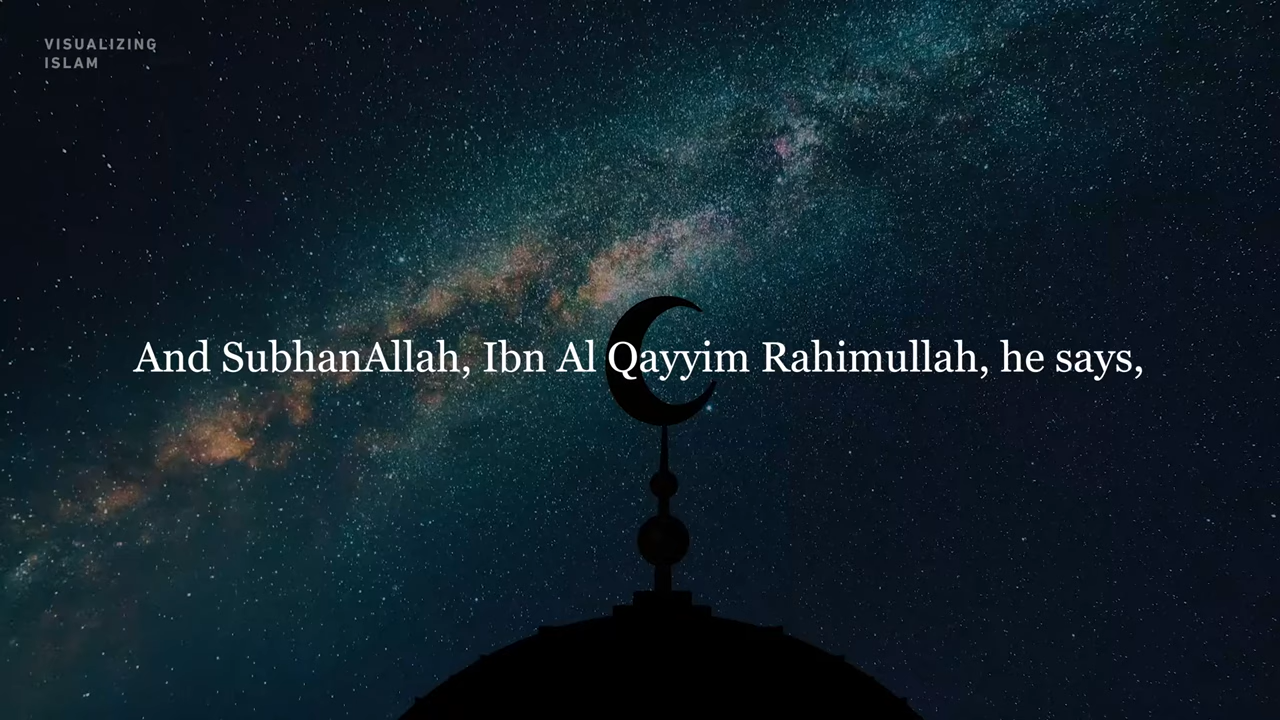 VISUALIZING
ISLAM
And SubhanAllah, Ibn Al Qayyim Rahimullah, he says,